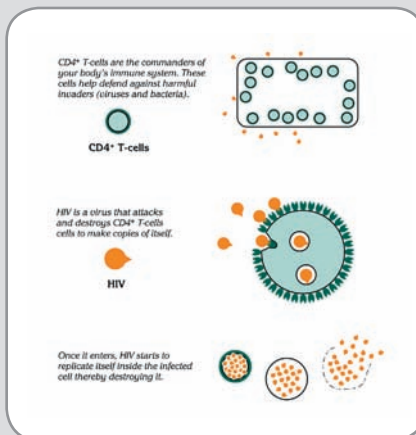 CD4⁺ T-cells are the commanders of
your body's immune system. These
cells help defend against harmful
invaders (viruses and bacteria).
CD4⁺ T-cells
HIV is a virus that attacks
and destroys CD4⁺ T-cells
cells to make copies of itself.
HIV
Once it enters, HIV starts to
replicate itself inside the infected
cell thereby destroying it.